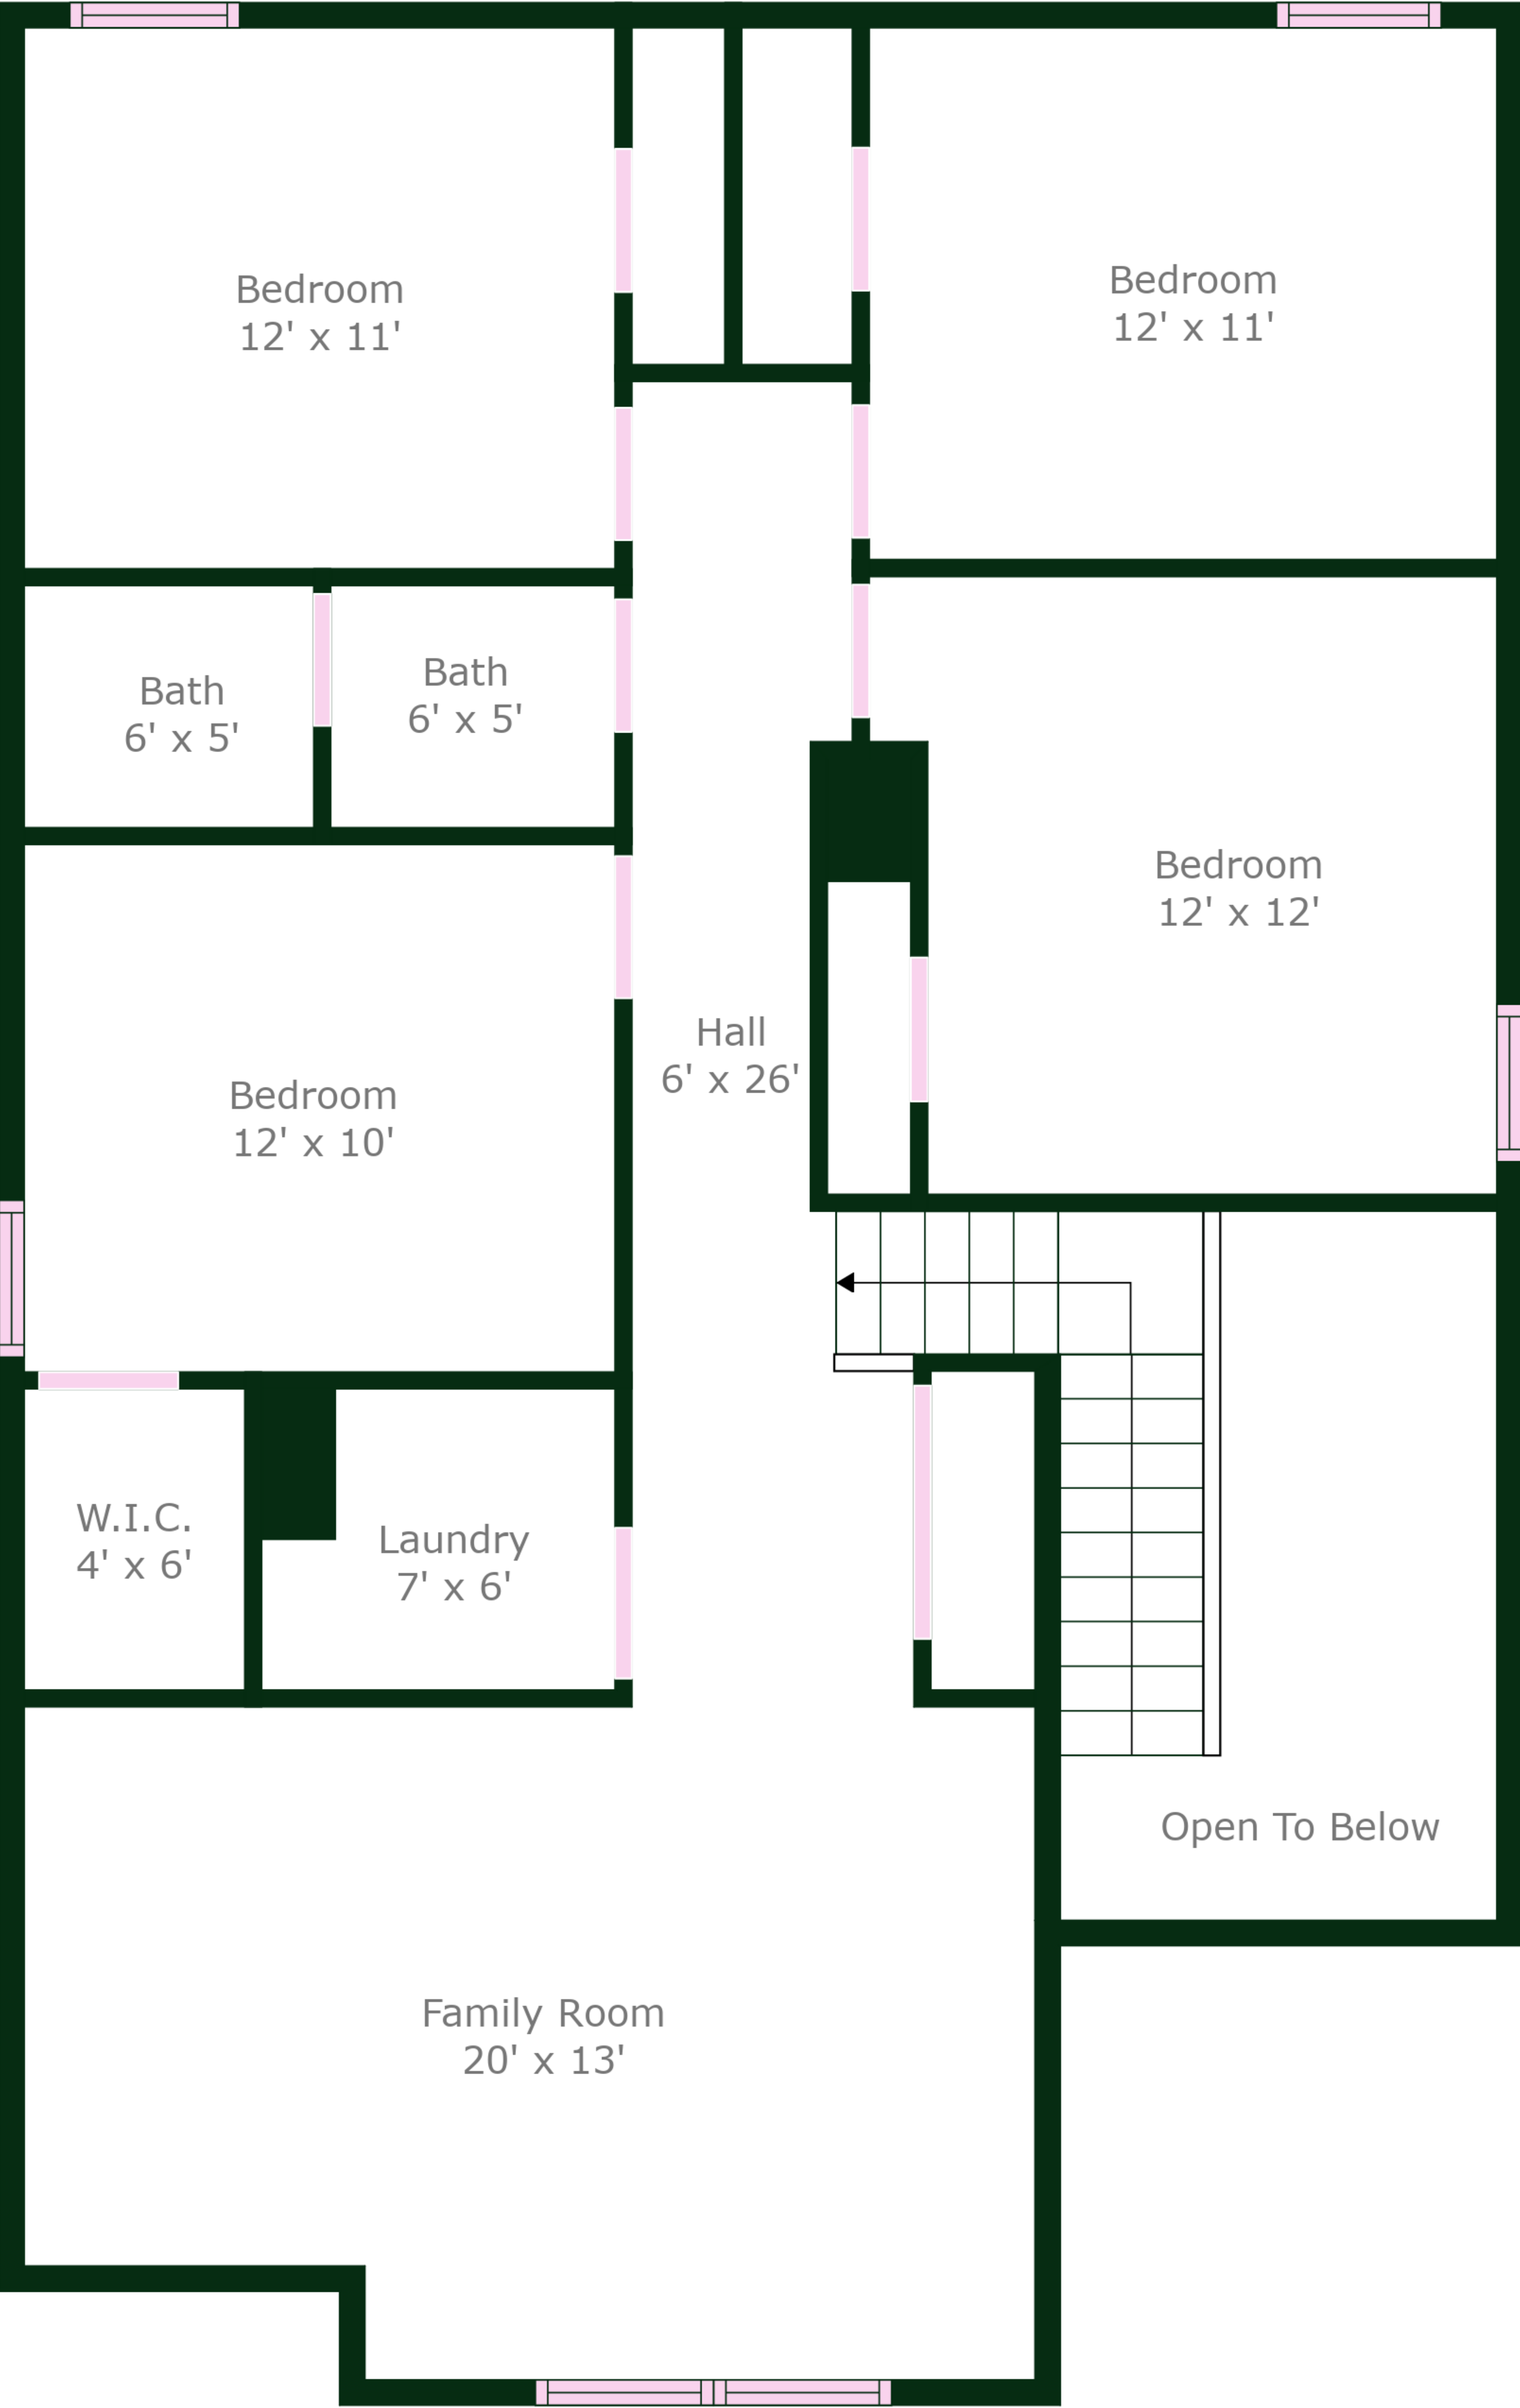 Bedroom
12' x 11'
Bedroom
12' x 11'
Bath
6' x 5'
Bath
6' x 5'
Bedroom
12' x 12'
Hall
6' x 26'
Bedroom
12' x 10'
W.I.C.
4' x 6'
Laundry
7' x 6'
Open To Below
Family Room
20' x 13'